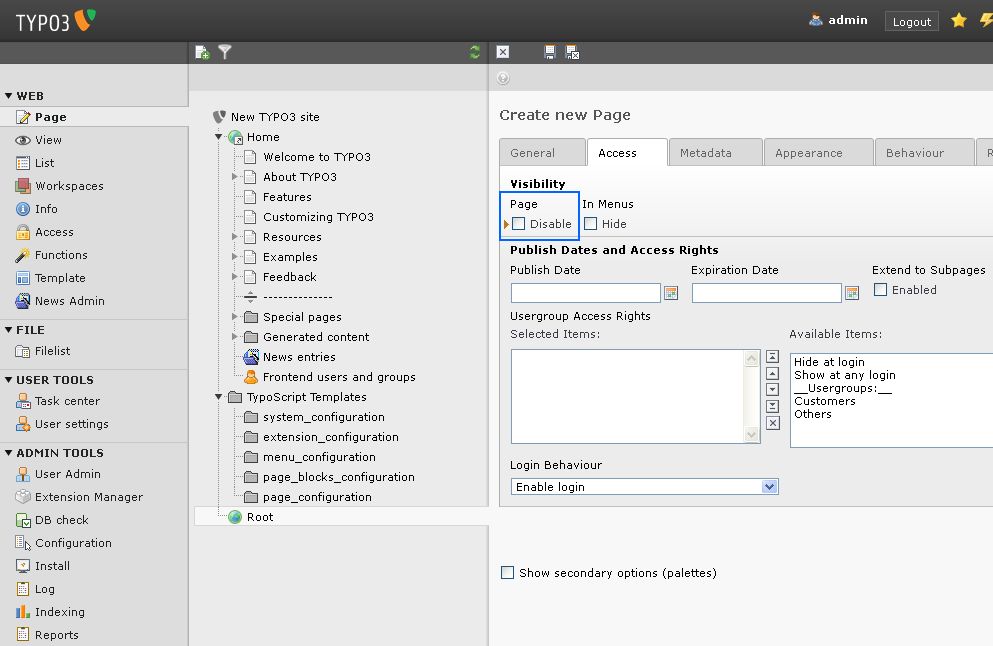 TYPO3
admin
Logout
WEB
Page
View
List
Workspaces
Info
Access
Functions
Template
News Admin
FILE
Filelist
USER TOOLS
Task center
User settings
ADMIN TOOLS
User Admin
Extension Manager
DB check
Configuration
Install
Log
Indexing
Reports
New TYPO3 site
Home
Welcome to TYPO3
About TYPO3
Features
Customizing TYPO3
Resources
Examples
Feedback
--------------
Special pages
Generated content
News entries
Frontend users and groups
TypoScript Templates
system_configuration
extension_configuration
menu_configuration
page_blocks_configuration
page_configuration
Root
Create new Page
General Access Metadata Appearance Behaviour R
Visibility
Page In Menus
Disable Hide
Publish Dates and Access Rights
Publish Date Expiration Date Extend to Subpages
Enabled
Usergroup Access Rights
Selected Items: Available Items:
Hide at login
Show at any login
__Usergroups:__
Customers
Others
Login Behaviour
Enable login
Show secondary options (palettes)